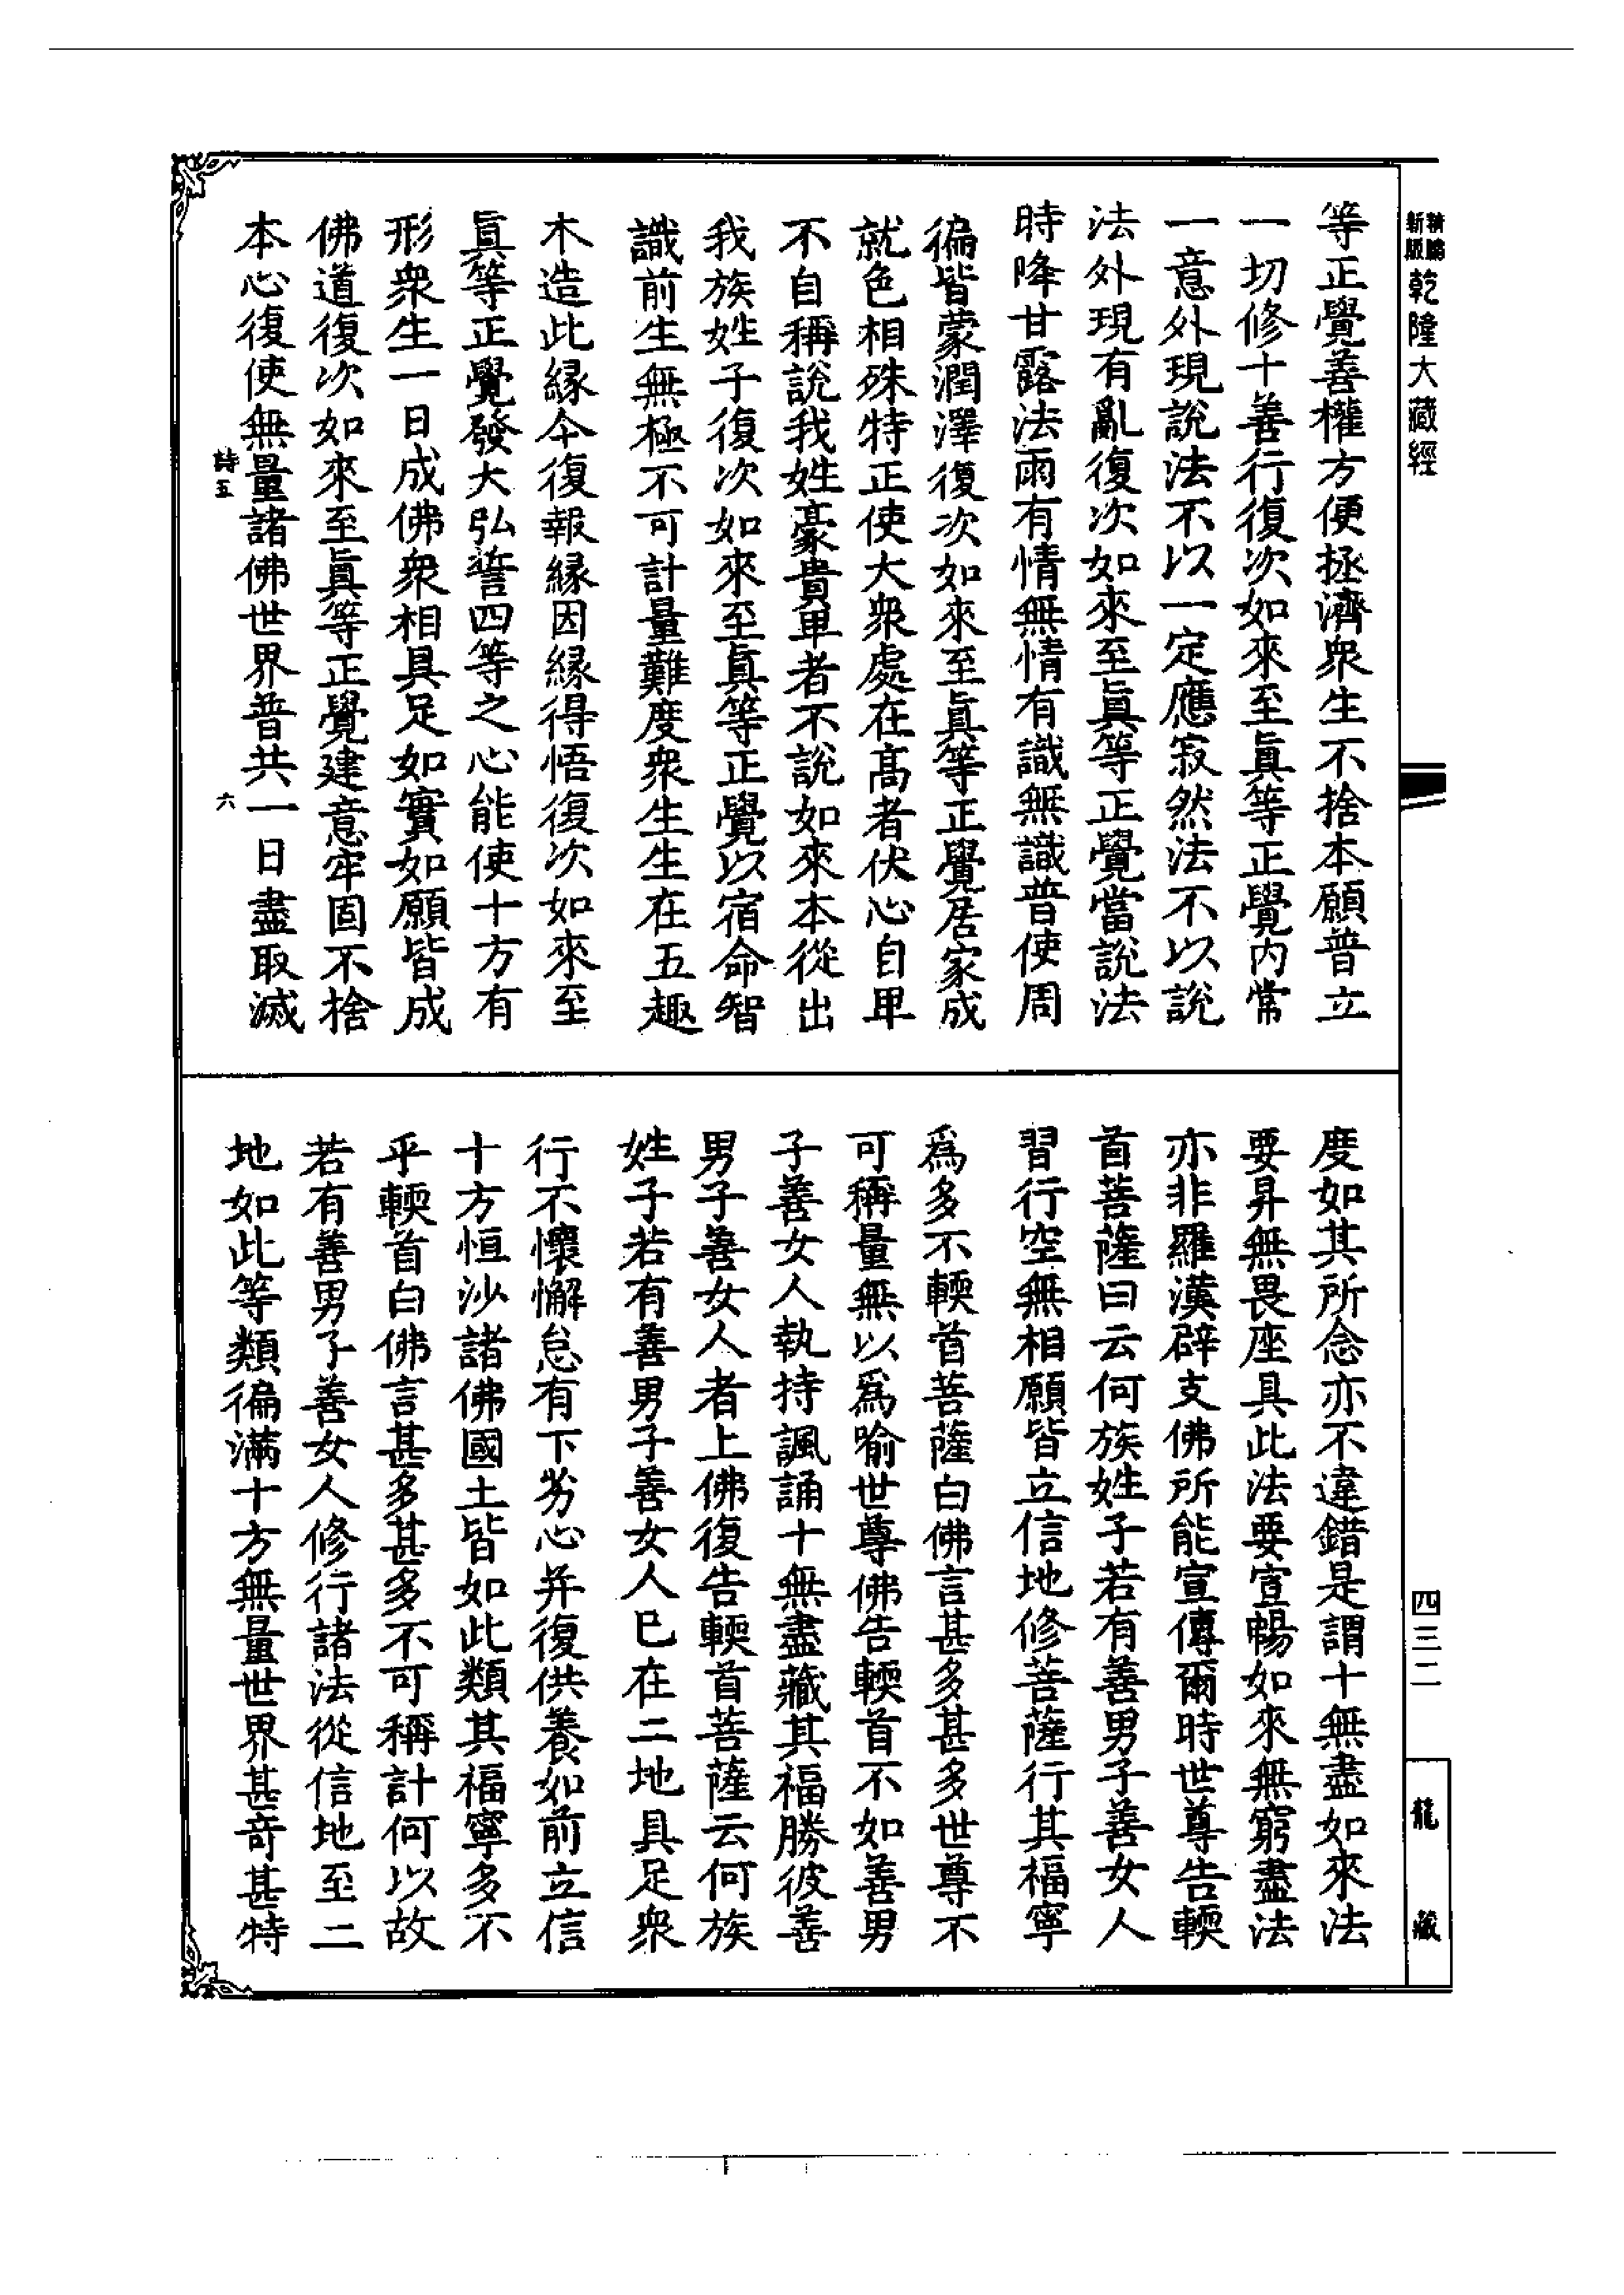 精編新版
乾隆大藏經
等正覺善權方便拯濟衆生不捨本願普立
一切修十善行復次如來至眞等正覺內常
一意外現說法不以一定應寂然法不以說
法外現有亂復次如來至眞等正覺當說法
時降甘露法雨有情無情有識無識普使周
徧皆蒙潤澤復次如來至眞等正覺居家成
就色相殊特正使大衆處在高者伏心自卑
不自稱說我姓豪貴卑者不說如來本從出
我族姓子復次如來至眞等正覺以宿命智
識前生無極不可計量難度衆生生在五趣
木造此緣今復報緣因緣得悟復次如來至
眞等正覺發大弘誓四等之心能使十方有
形衆生一日成佛衆相具足如實如願皆成
佛道復次如來至眞等正覺建意牢固不捨
本心復使無量諸佛世界普共一日盡取滅
詩五
六
度如其所念亦不違錯是謂十無盡如來法
要昇無畏座具此法要宣暢如來無窮盡法
亦非羅漢辟支佛所能宣傳爾時世尊告輭
首菩薩曰云何族姓子若有善男子善女人
習行空無相願皆立信地修菩薩行其福寧
爲多不輭首菩薩白佛言甚多甚多世尊不
可稱量無以爲喻世尊佛告輭首不如善男
子善女人執持諷誦十無盡藏其福勝彼善
男子善女人者上佛復告輭首菩薩云何族
姓子若有善男子善女人巳在二地具足衆
行不懷懈怠有下劣心并復供養如前立信
十方恒沙諸佛國土皆如此類其福寧多不
乎輭首白佛言甚多甚多不可稱計何以故
若有善男子善女人修行諸法從信地至二
地如此等類徧滿十方無量世界甚奇甚特
四三二
龍藏